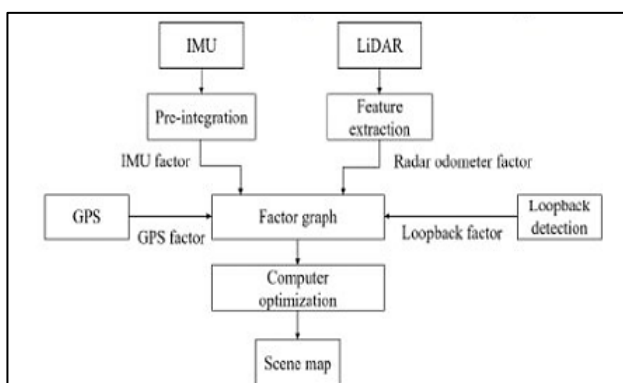 IMU
LiDAR
Pre-integration
Feature
extraction
IMU factor
Radar odometer factor
GPS
Factor graph
Loopback
detection
GPS factor
Loopback factor
Computer
optimization
Scene map